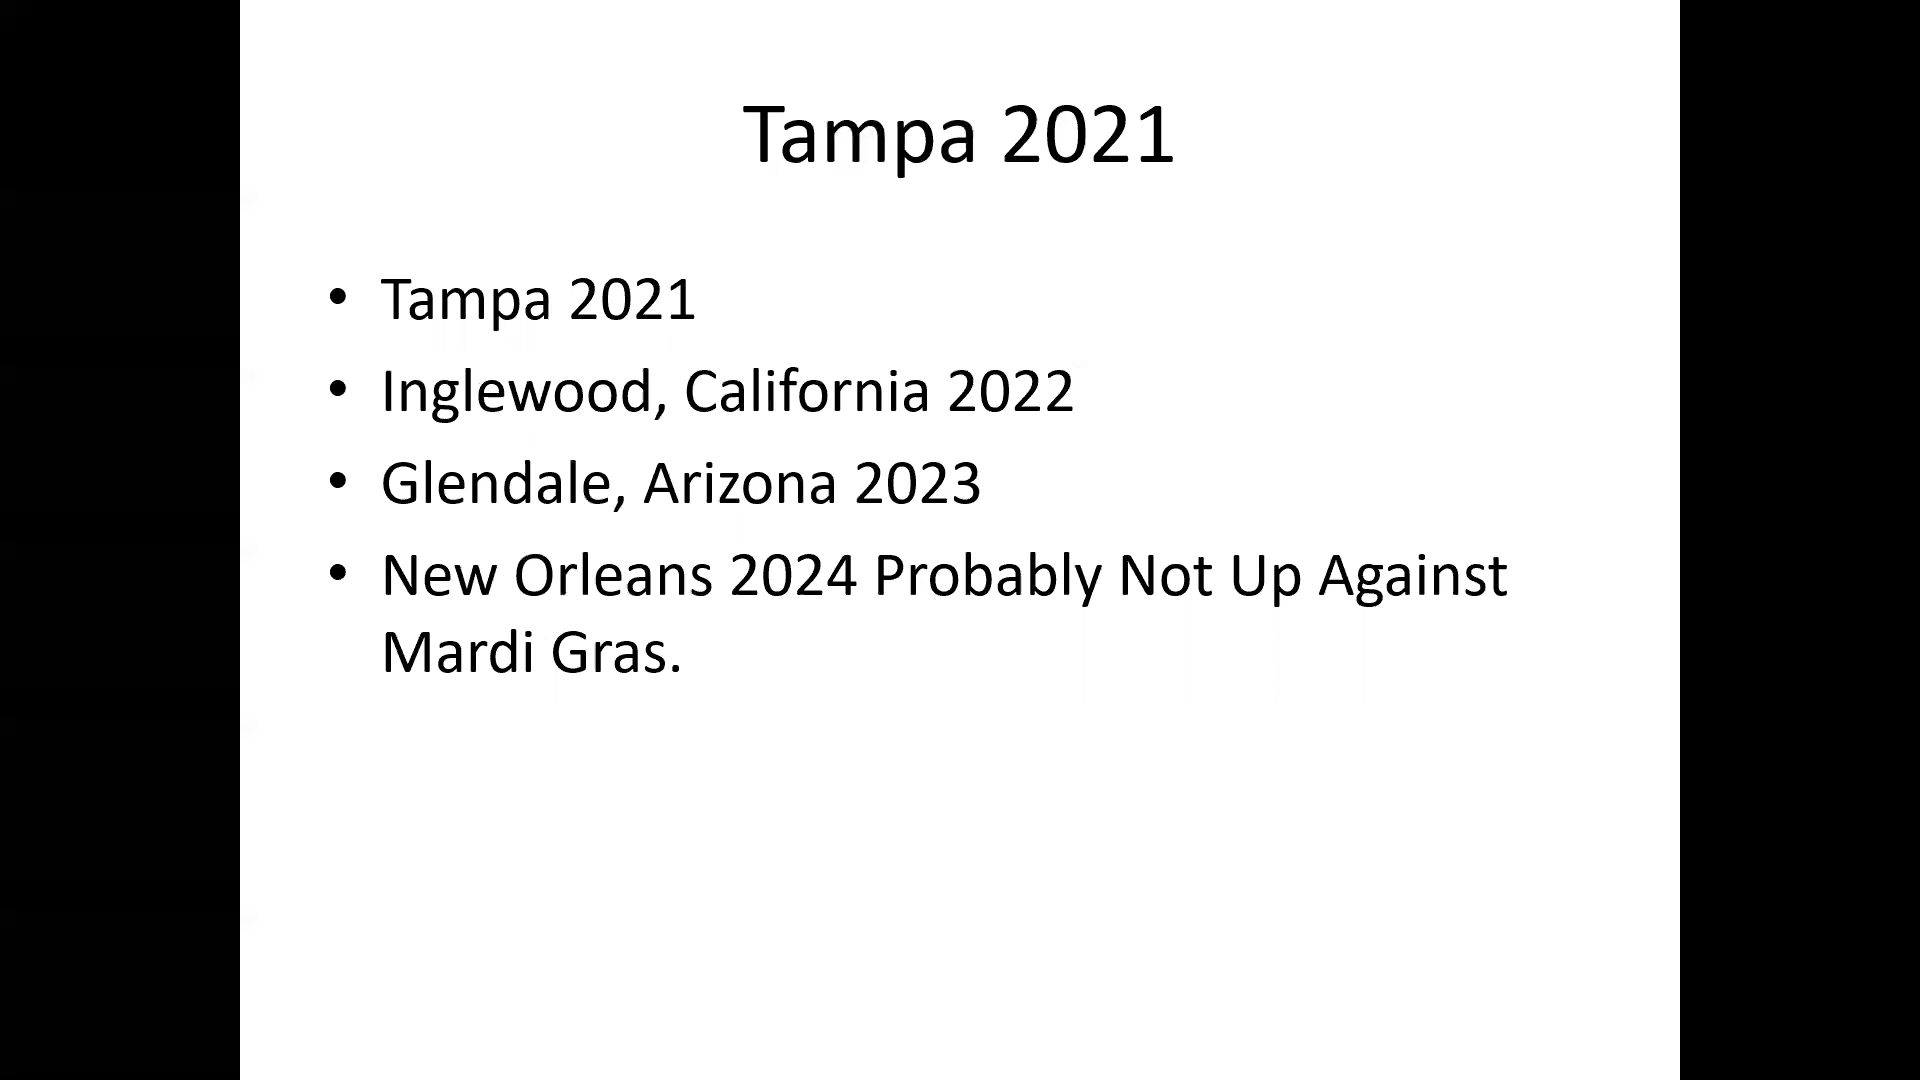 Tampa 2021
• Tampa 2021
• Inglewood, California 2022
• Glendale, Arizona 2023
• New Orleans 2024 Probably Not Up Against
Mardi Gras.